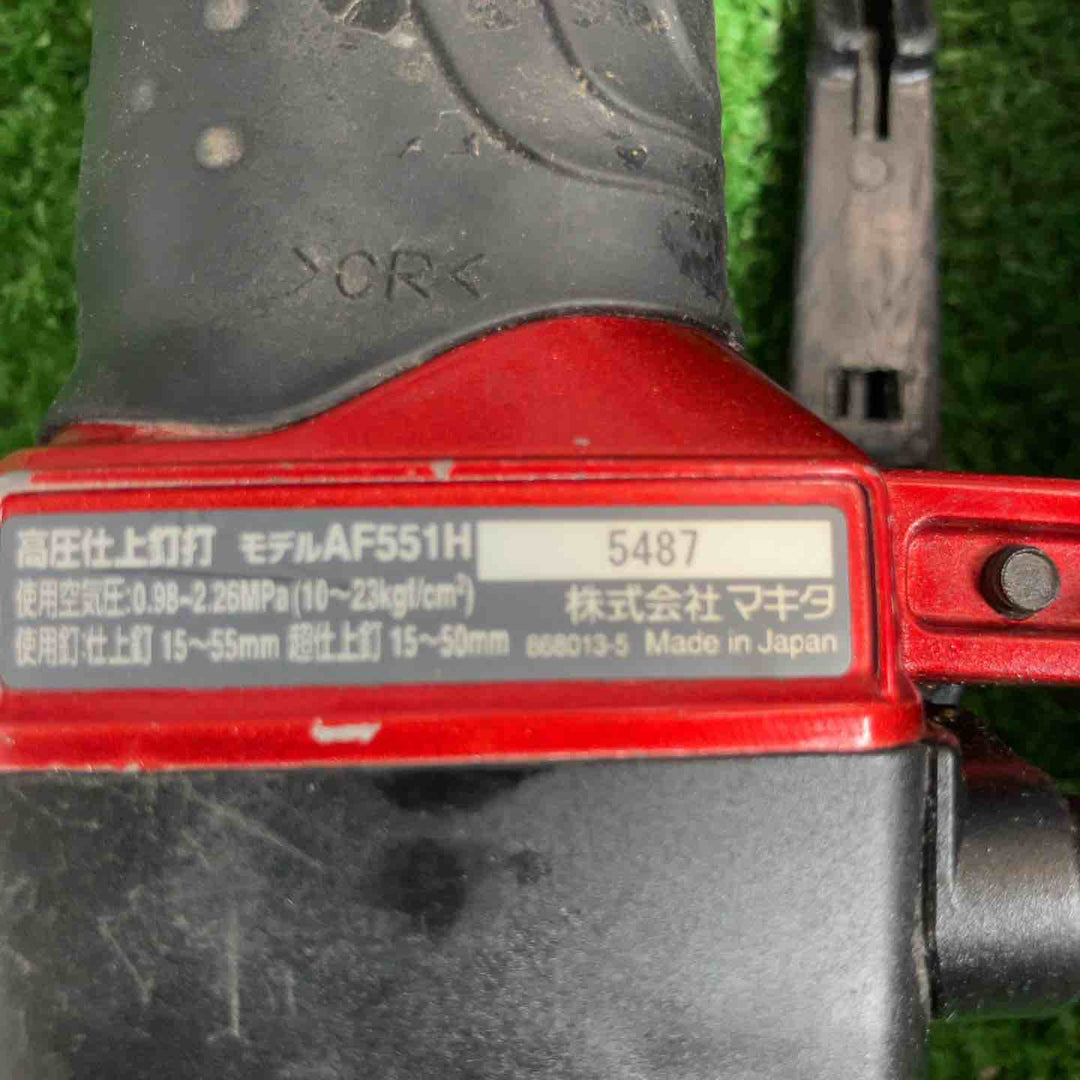 >CR<
高圧仕上釘打 モデルAF551H 5487
使用空気圧:0.98~2.26MPa(10~23kgf/cm²)
株式会社マキタ
使用釘:仕上釘 15~55mm 超仕上釘 15~50mm 868013-5 Made in Japan